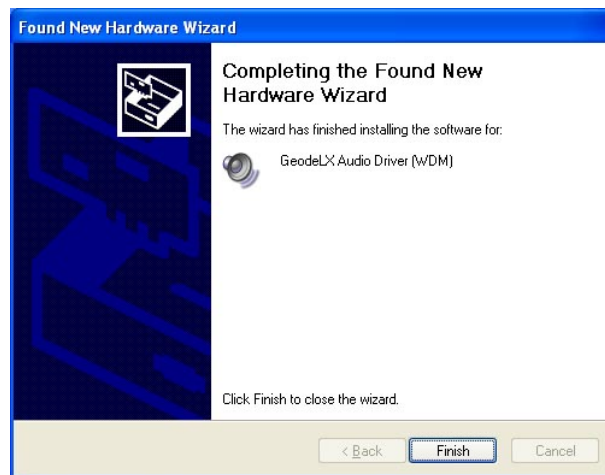 Found New Hardware Wizard
Completing the Found New
Hardware Wizard
The wizard has finished installing the software for:
GeodeLX Audio Driver (WDM)
Click Finish to close the wizard.
< Back
Finish
Cancel